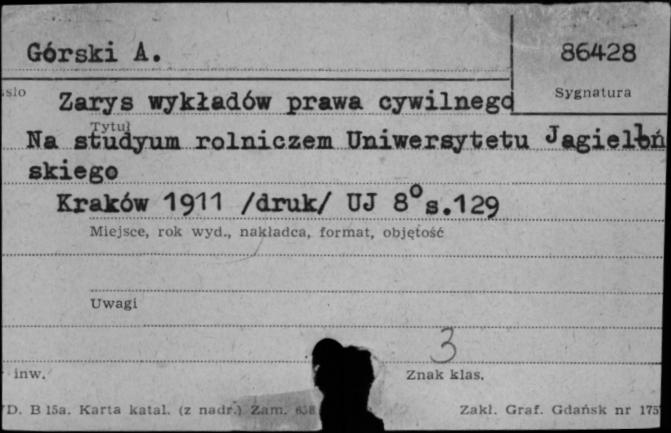 Górski A.
86428
Sygnatura
Zarys wykładów prawa cywilnego
Tytuł
Na studyum rolniczem Uniwersytetu Jagielłoń
skiego
Kraków 1911 /druk/ UJ 8° s.129
Miejsce, rok wyd., nakładca, format, objętość
Uwagi
3
inw.
Znak klas.
D. B 15a. Karta katal. (z nadr.) Zam.
Zakł. Graf. Gdańsk nr 175